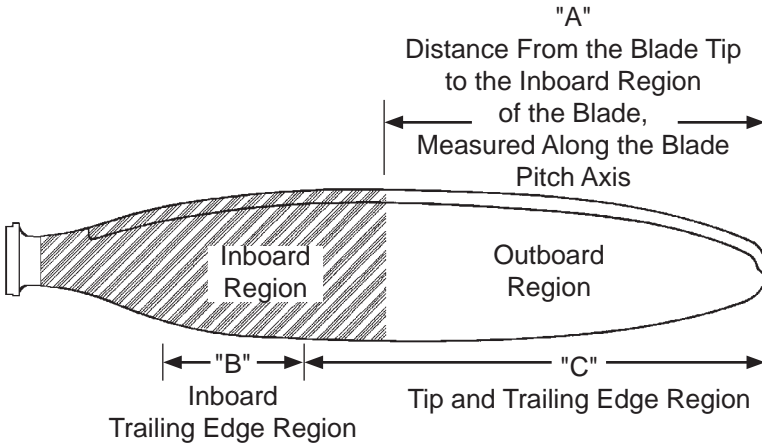 "A"
Distance From the Blade Tip
to the Inboard Region
of the Blade,
Measured Along the Blade
Pitch Axis
Inboard
Region
Outboard
Region
"B"
Inboard
Trailing Edge Region
"C"
Tip and Trailing Edge Region